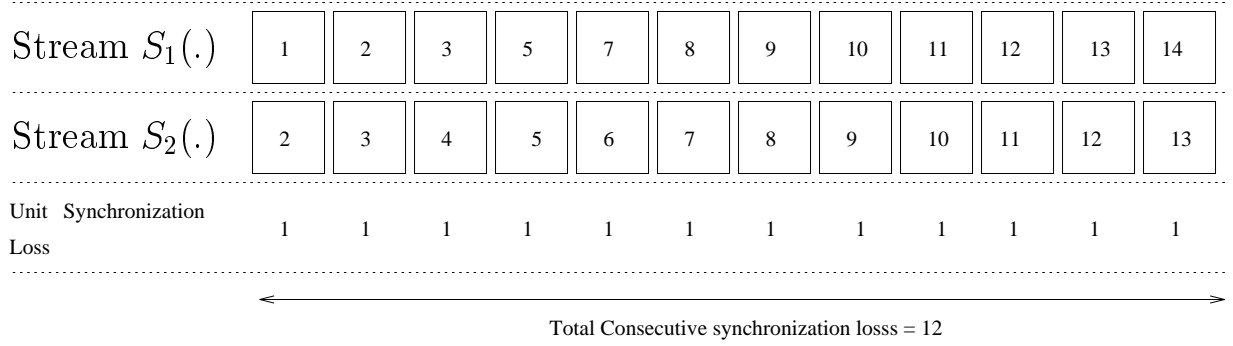 Stream S₁(.) 1 2 3 5 7 8 9 10 11 12 13 14
Stream S₂(.) 2 3 4 5 6 7 8 9 10 11 12 13
Unit Synchronization
Loss 1 1 1 1 1 1 1 1 1 1 1 1
Total Consecutive synchronization losss = 12